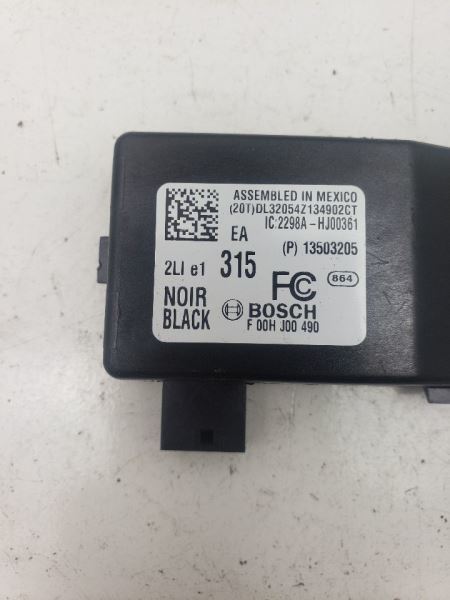 ASSEMBLED IN MEXICO
(20T)DL32054Z134902CT
IC:2298A-HJ00361
EA
(P) 13503205
2LI e1 315 FC 864
NOIR
BLACK
BOSCH
F 00H J00 490